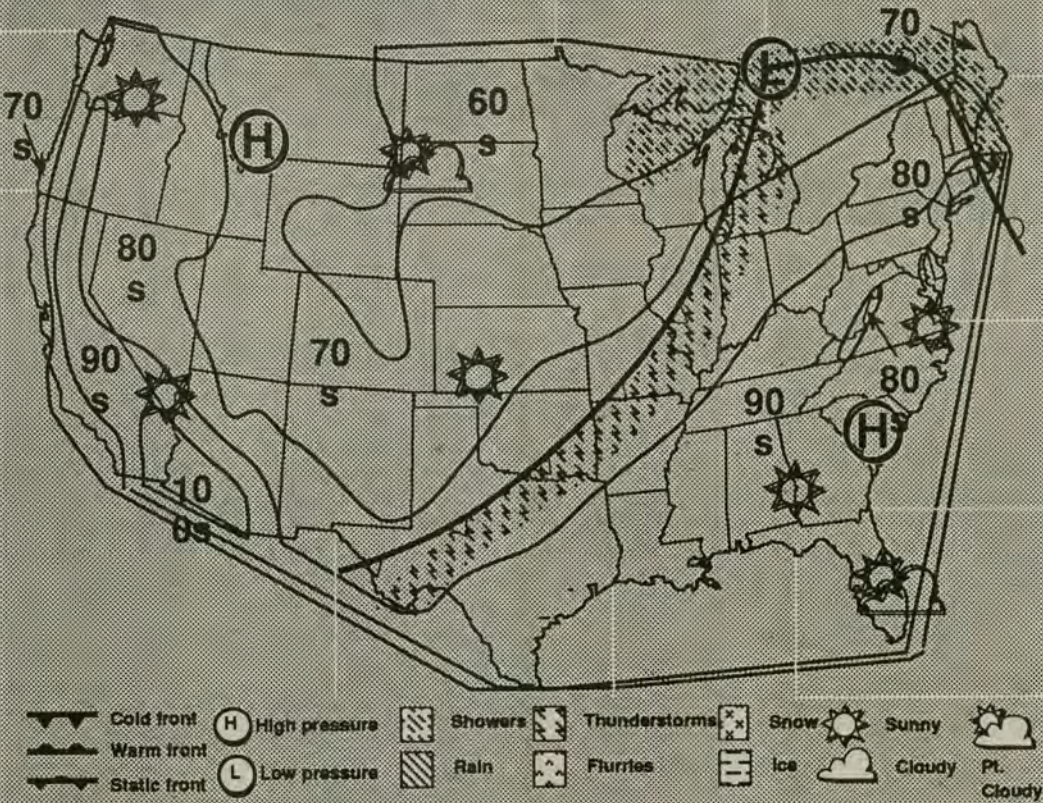 70
s
L
70
s
H
60
s
80
s
80
s
90
s
70
s
90
s
80
s
H
10
0s
Cold front
Warm front
Static front
H High pressure
L Low pressure
Showers
Rain
Thunderstorms
Flurries
Snow
Ice
Sunny
Cloudy
Pt.
Cloudy